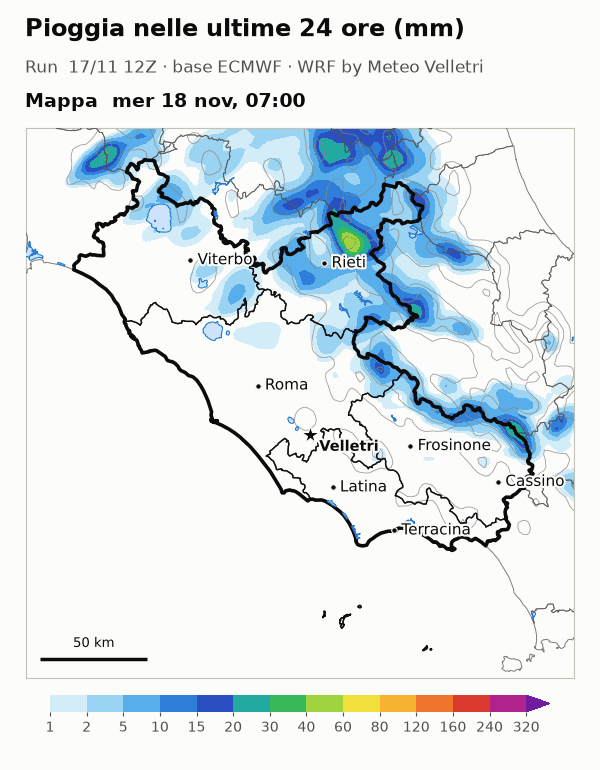 Pioggia nelle ultime 24 ore (mm)
Run  17/11 12Z · base ECMWF · WRF by Meteo Velletri
Mappa  mer 18 nov, 07:00
Viterbo
Rieti
Roma
Velletri
Frosinone
Latina
Cassino
Terracina
50 km
1 2 5 10 15 20 30 40 60 80 120 160 240 320